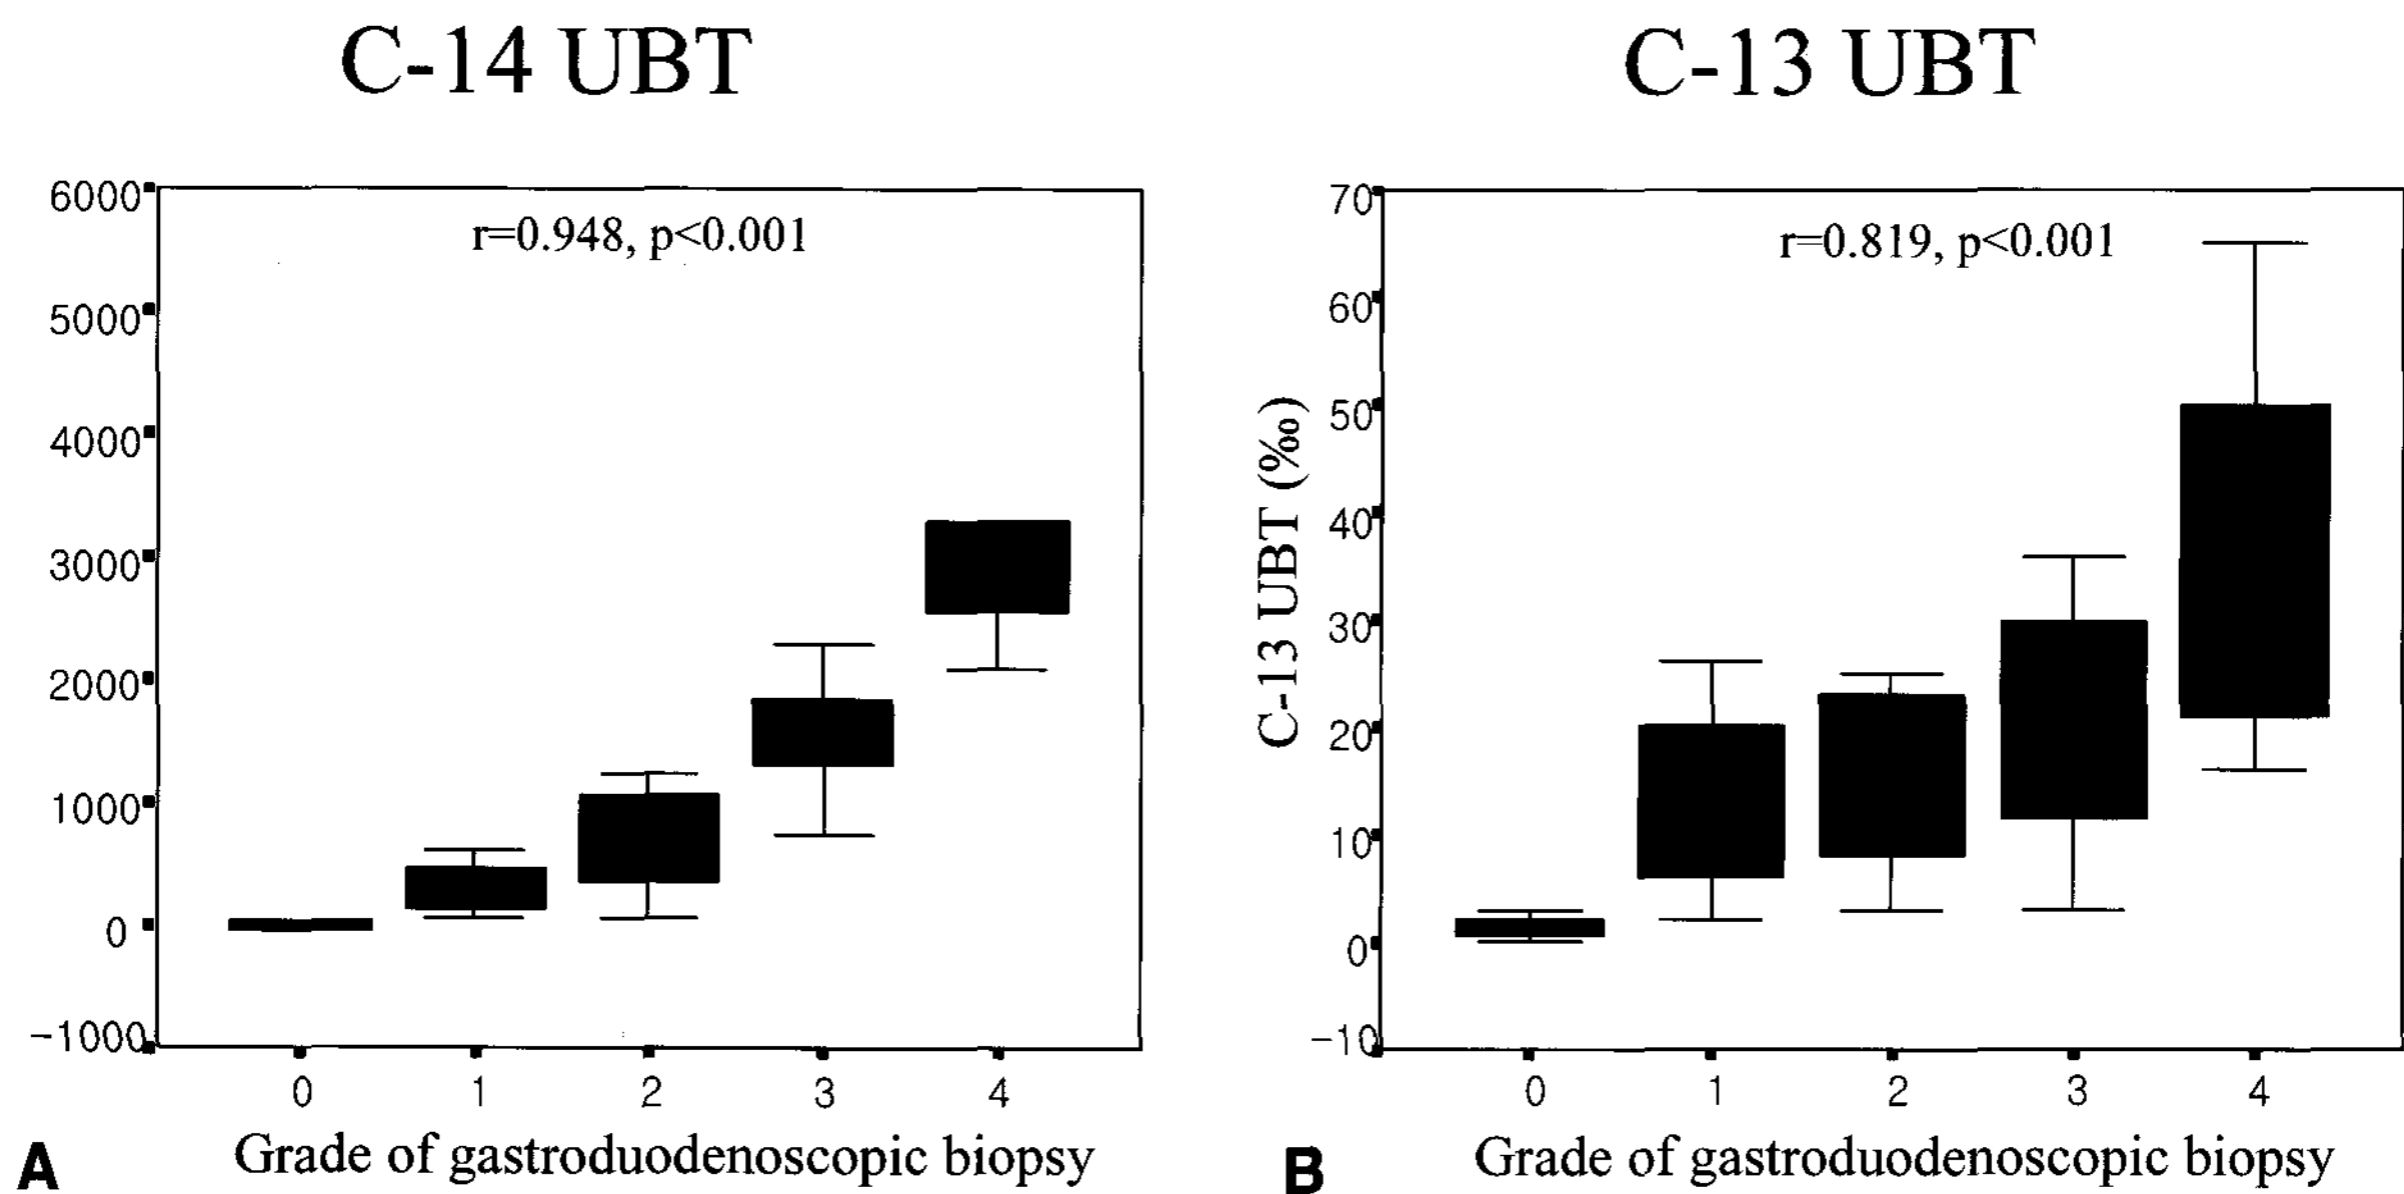 C-14 UBT
6000
5000
4000
3000
2000
1000
0
-1000
r=0.948, p<0.001
0 1 2 3 4
Grade of gastroduodenoscopic biopsy
A
C-13 UBT
C-13 UBT (‰)
70
60
50
40
30
20
10
0
-10
r=0.819, p<0.001
0 1 2 3 4
Grade of gastroduodenoscopic biopsy
B